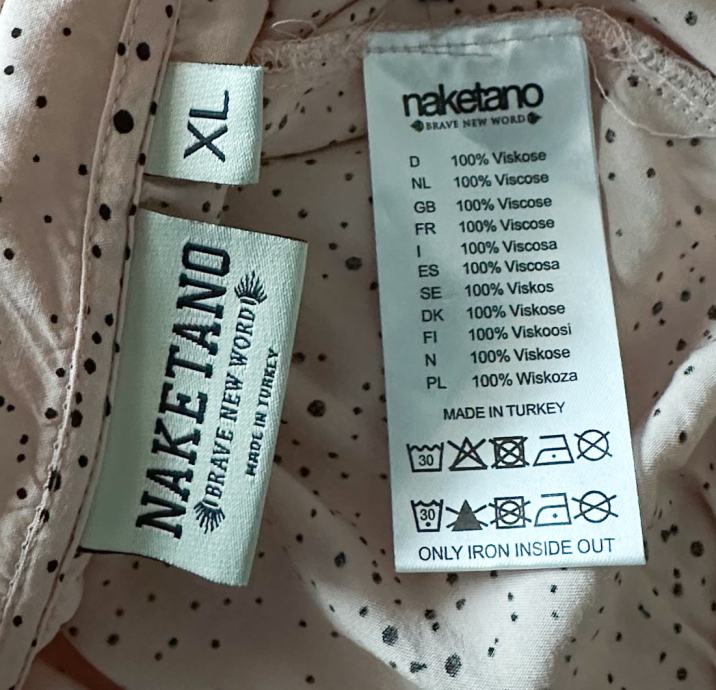 XL
NAKETANO
BRAVE NEW WORD
MADE IN TURKEY
naketano
BRAVE NEW WORD
D 100% Viskose
NL 100% Viscose
GB 100% Viscose
FR 100% Viscose
I 100% Viscosa
ES 100% Viscosa
SE 100% Viskos
DK 100% Viskose
FI 100% Viskoosi
N 100% Viskose
PL 100% Wiskoza
MADE IN TURKEY
30
30
ONLY IRON INSIDE OUT